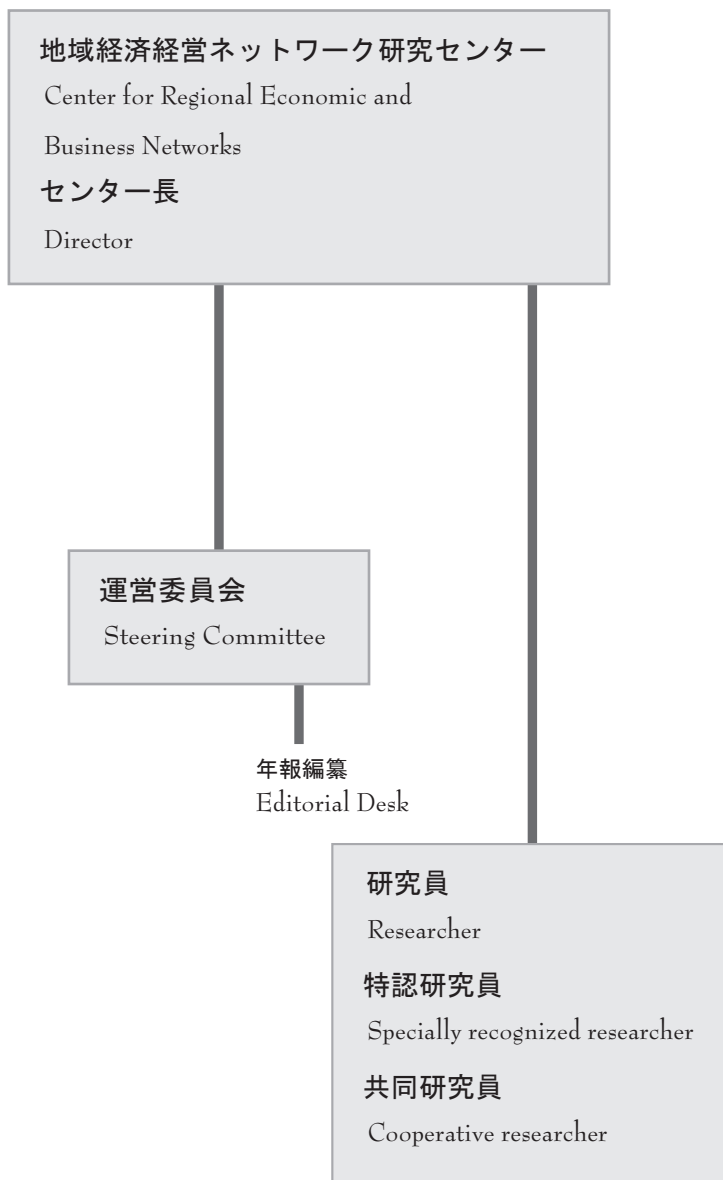 地域経済経営ネットワーク研究センター
Center for Regional Economic and
Business Networks
センター長
Director
運営委員会
Steering Committee
年報編纂
Editorial Desk
研究員
Researcher
特認研究員
Specially recognized researcher
共同研究員
Cooperative researcher